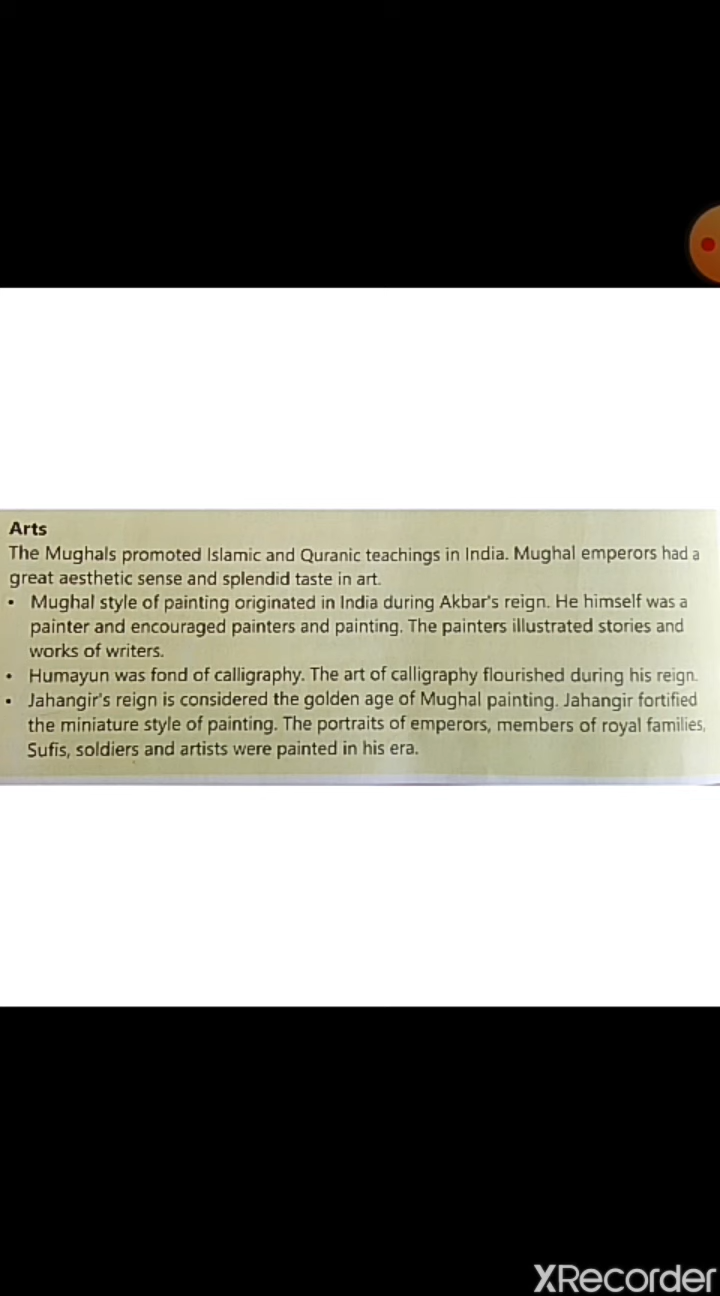 Arts
The Mughals promoted Islamic and Quranic teachings in India. Mughal emperors had a
great aesthetic sense and splendid taste in art.
• Mughal style of painting originated in India during Akbar's reign. He himself was a
painter and encouraged painters and painting. The painters illustrated stories and
works of writers.
• Humayun was fond of calligraphy. The art of calligraphy flourished during his reign.
• Jahangir's reign is considered the golden age of Mughal painting. Jahangir fortified
the miniature style of painting. The portraits of emperors, members of royal families,
Sufis, soldiers and artists were painted in his era.
XRecorder